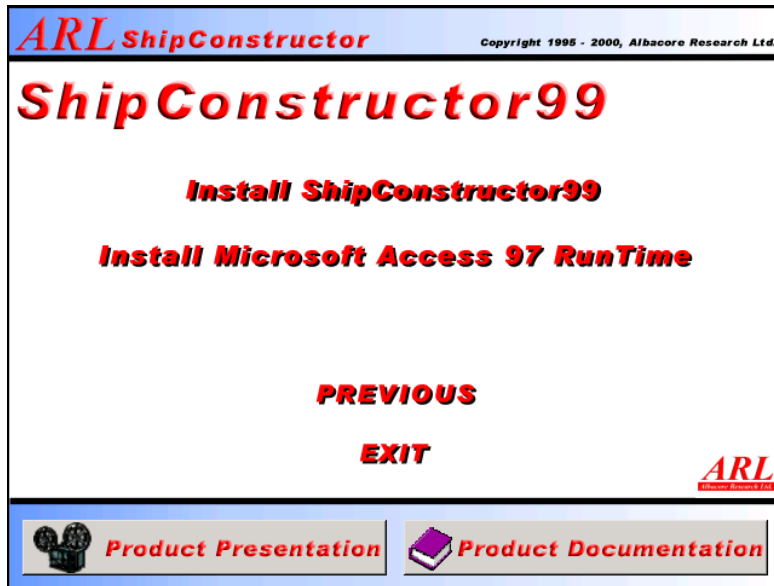 ARL ShipConstructor Copyright 1995 - 2000, Albacore Research Ltd.
ShipConstructor99
Install ShipConstructor99
Install Microsoft Access 97 RunTime
PREVIOUS
EXIT
ARL
Albacore Research Ltd.
Product Presentation Product Documentation